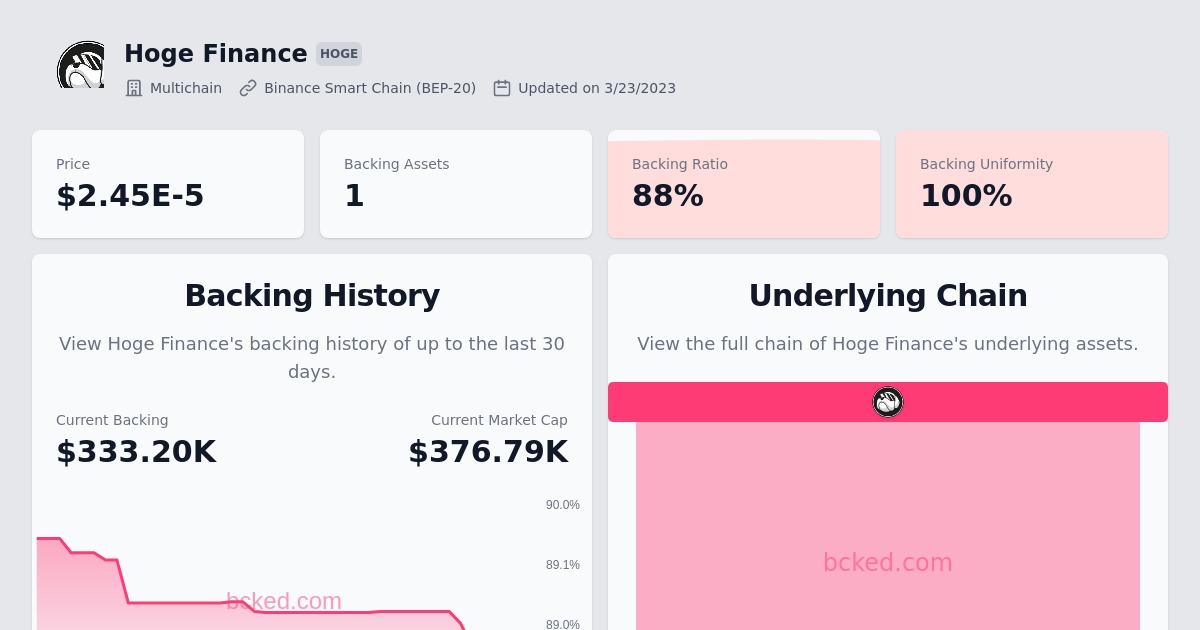 Hoge Finance HOGE
Multichain Binance Smart Chain (BEP-20) Updated on 3/23/2023
Price
$2.45E-5
Backing Assets
1
Backing Ratio
88%
Backing Uniformity
100%
Backing History
View Hoge Finance's backing history of up to the last 30
days.
Current Backing
$333.20K
Current Market Cap
$376.79K
90.0%
89.1%
89.0%
bcked.com
Underlying Chain
View the full chain of Hoge Finance's underlying assets.
bcked.com